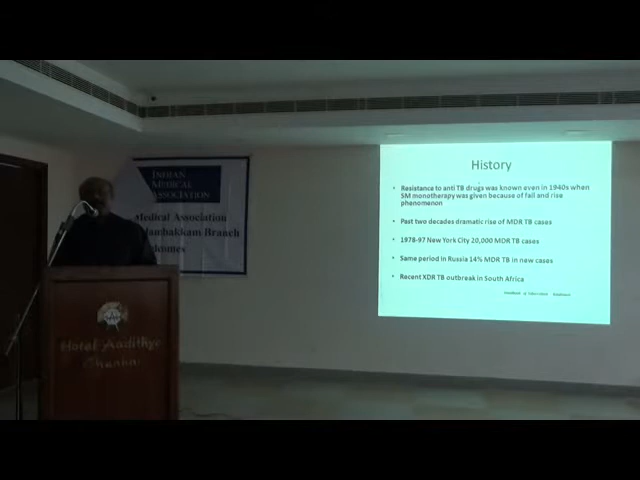 INDIAN
MEDICAL
ASSOCIATION
Medical Association
Branch
Hotel Aadithya
Chennai
History
• Resistance to anti TB drugs was known even in 1940s when
SM monotherapy was given because of fall and rise
phenomenon
• Past two decades dramatic rise of MDR TB cases
• 1978-97 New York City 20,000 MDR TB cases
• Same period in Russia 14% MDR TB in new cases
• Recent XDR TB outbreak in South Africa